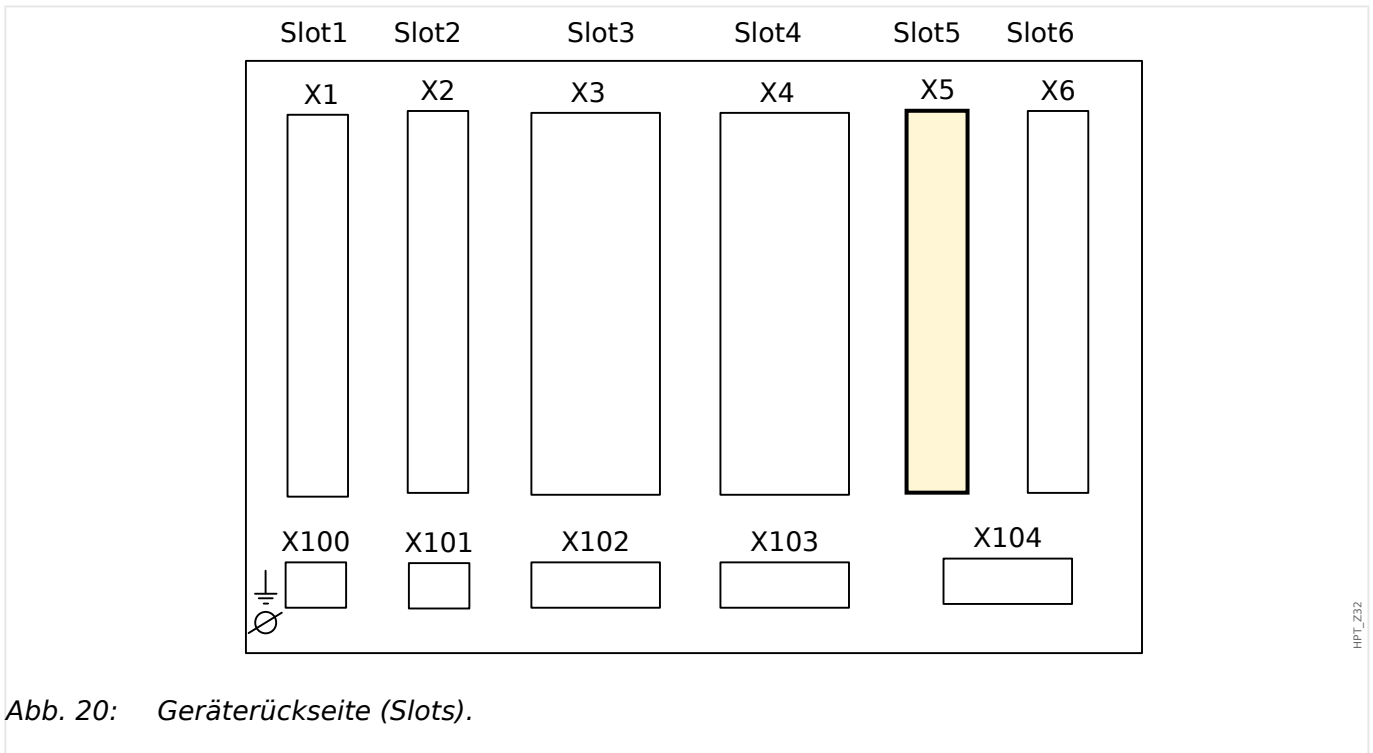 Slot1 Slot2 Slot3 Slot4 Slot5 Slot6
X1 X2 X3 X4 X5 X6
X100 X101 X102 X103 X104
HPT_Z32
Abb. 20: Geräterückseite (Slots).